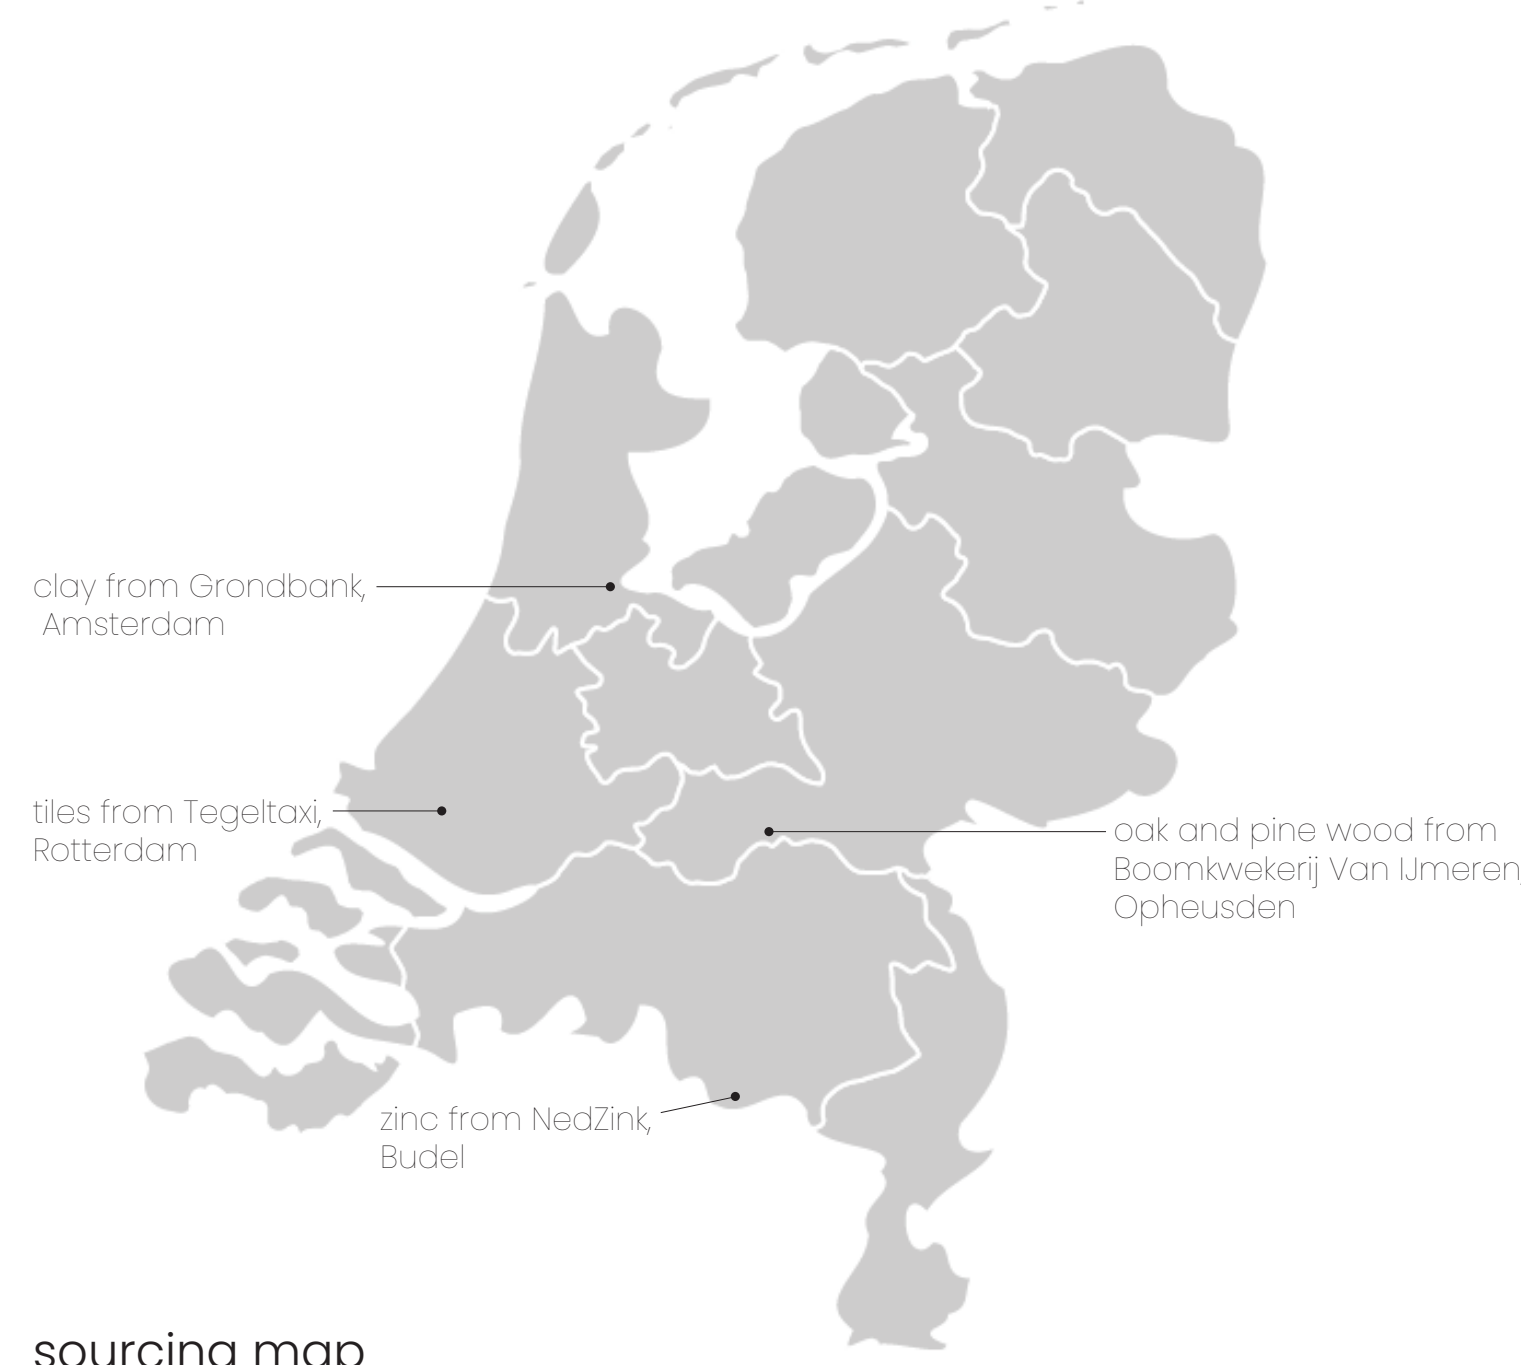 clay from Grondbank,
Amsterdam
tiles from Tegeltaxi,
Rotterdam
oak and pine wood from
Boomkwekerij Van IJmeren,
Opheusden
zinc from NedZink,
Budel
sourcing map